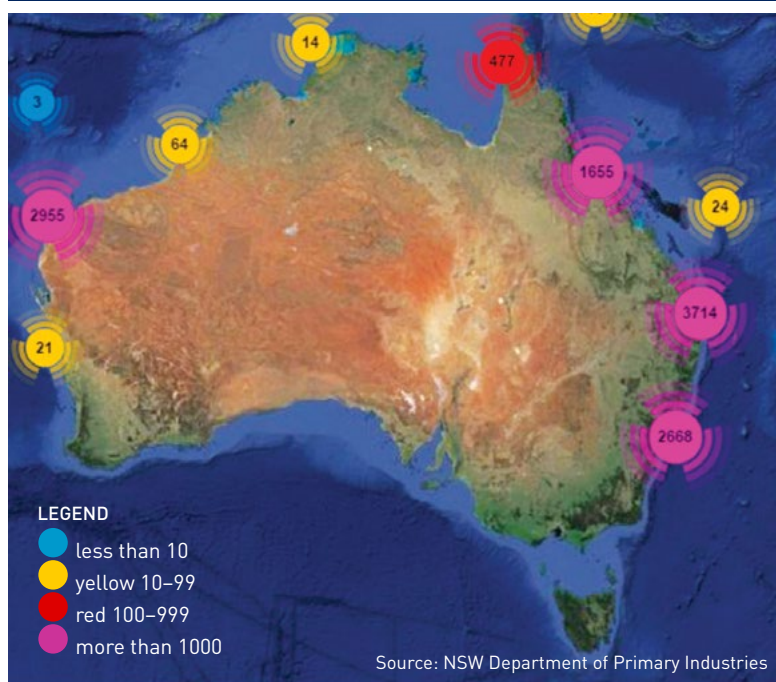 14
477
3
64
1655
2955
24
3714
21
2668
LEGEND
less than 10
yellow 10–99
red 100–999
more than 1000
Source: NSW Department of Primary Industries